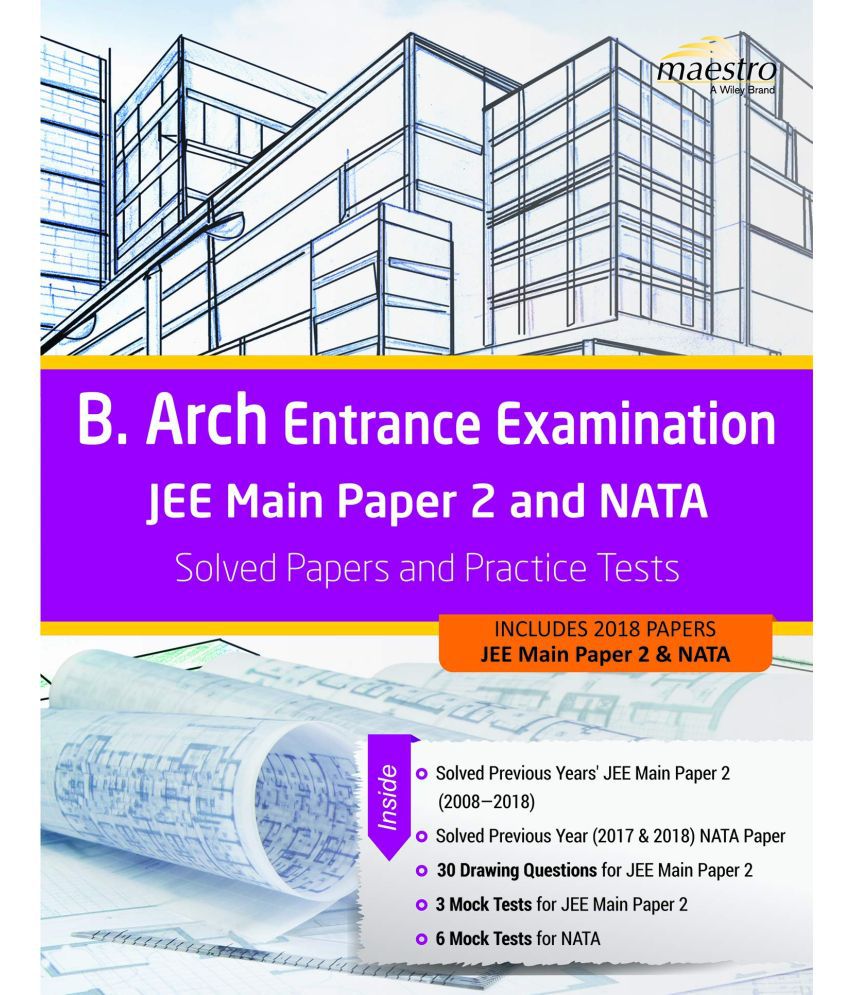 maestro
A Wiley Brand
B. Arch Entrance Examination
JEE Main Paper 2 and NATA
Solved Papers and Practice Tests
INCLUDES 2018 PAPERS
JEE Main Paper 2 & NATA
Inside
Solved Previous Years' JEE Main Paper 2
(2008—2018)
Solved Previous Year (2017 & 2018) NATA Paper
30 Drawing Questions for JEE Main Paper 2
3 Mock Tests for JEE Main Paper 2
6 Mock Tests for NATA